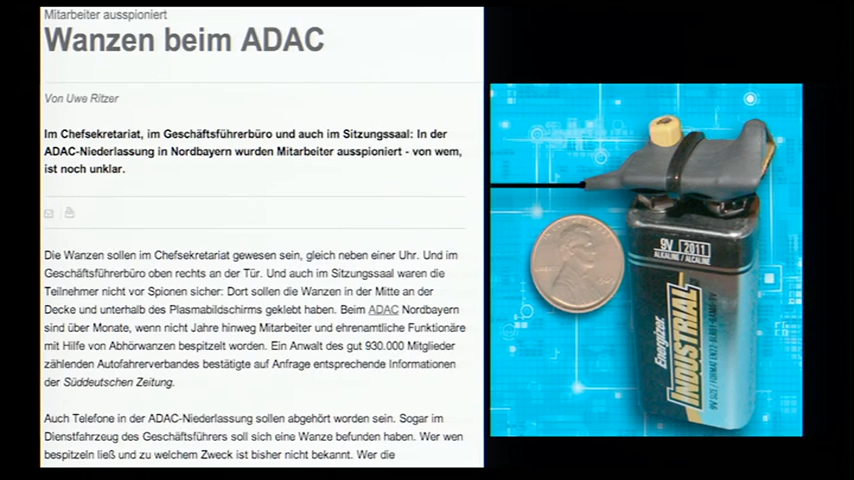 Mitarbeiter ausspioniert
Wanzen beim ADAC
Von Uwe Ritzer
Im Chefsekretariat, im Geschäftsführerbüro und auch im Sitzungssaal: In der
ADAC-Niederlassung in Nordbayern wurden Mitarbeiter ausspioniert - von wem,
ist noch unklar.
Die Wanzen sollen im Chefsekretariat gewesen sein, gleich neben einer Uhr. Und im
Geschäftsführerbüro oben rechts an der Tür. Und auch im Sitzungssaal waren die
Teilnehmer nicht vor Spionen sicher: Dort sollen die Wanzen in der Mitte an der
Decke und unterhalb des Plasmabildschirms geklebt haben. Beim ADAC Nordbayern
sind über Monate, wenn nicht Jahre hinweg Mitarbeiter und ehrenamtliche Funktionäre
mit Hilfe von Abhörwanzen bespitzelt worden. Ein Anwalt des gut 930.000 Mitglieder
zählenden Autofahrerverbandes bestätigte auf Anfrage entsprechende Informationen
der Süddeutschen Zeitung.
Auch Telefone in der ADAC-Niederlassung sollen abgehört worden sein. Sogar im
Dienstfahrzeug des Geschäftsführers soll sich eine Wanze befunden haben. Wer wen
bespitzeln ließ und zu welchem Zweck ist bisher nicht bekannt. Wer die
9V 2011
ALKALINE / ALCALINE
Energizer
INDUSTRIAL